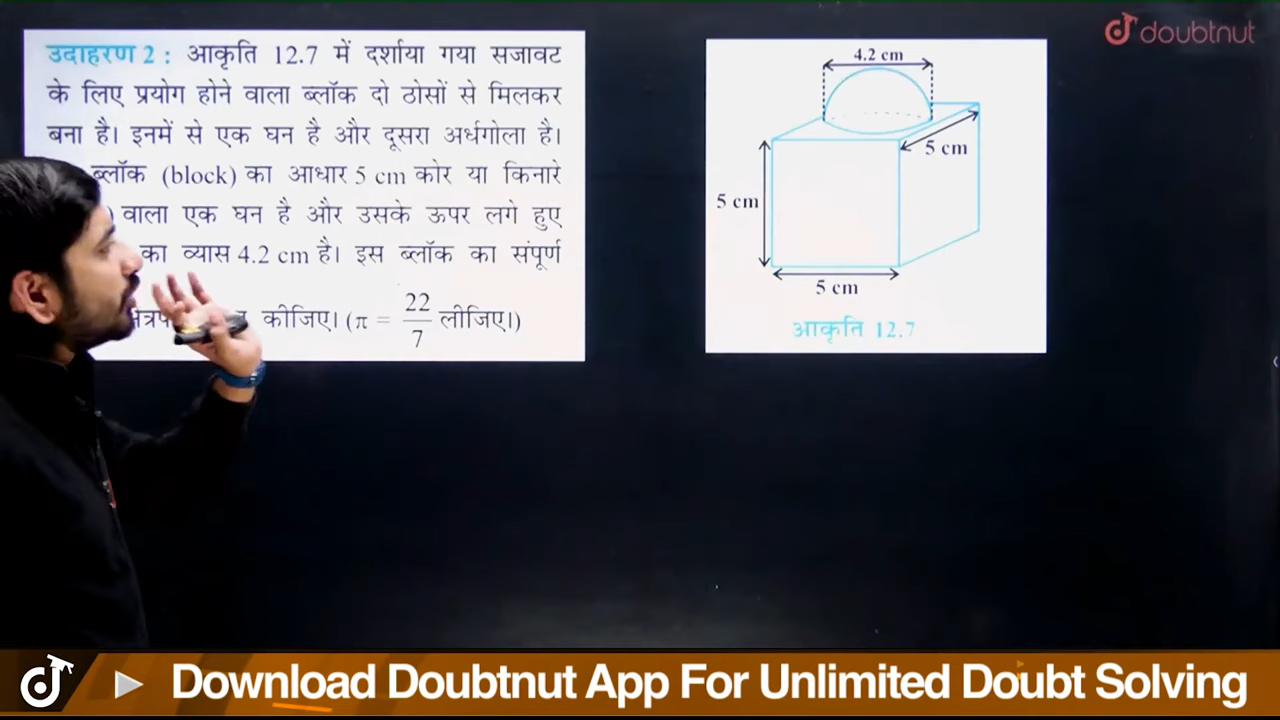 उदाहरण 2 : आकृति 12.7 में दर्शाया गया सजावट
के लिए प्रयोग होने वाला ब्लॉक दो ठोसों से मिलकर
बना है। इनमें से एक घन है और दूसरा अर्धगोला है।
ब्लॉक (block) का आधार 5 cm कोर या किनारे
) वाला एक घन है और उसके ऊपर लगे हुए
का व्यास 4.2 cm है। इस ब्लॉक का संपूर्ण
कीजिए। (π = 22/7 लीजिए।)
4.2 cm
5 cm
5 cm
5 cm
आकृति 12.7
doubtnut
Download Doubtnut App For Unlimited Doubt Solving